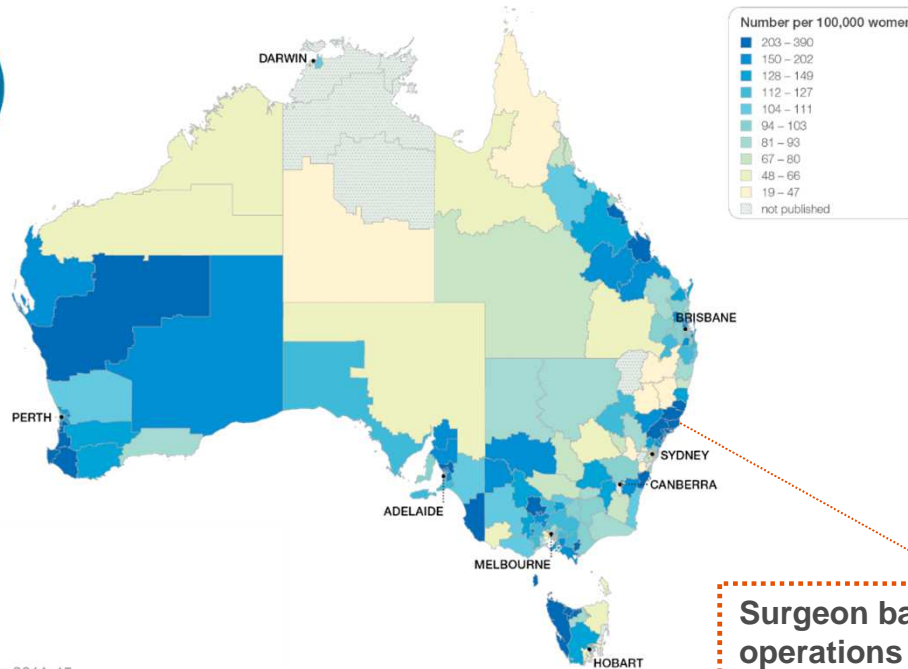 Number per 100,000 women
203 – 390
150 – 202
128 – 149
112 – 127
104 – 111
94 – 103
81 – 93
67 – 80
48 – 66
19 – 47
not published
DARWIN
BRISBANE
PERTH
SYDNEY
CANBERRA
ADELAIDE
MELBOURNE
HOBART
Surgeon ba
operations